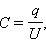 C = q/U,